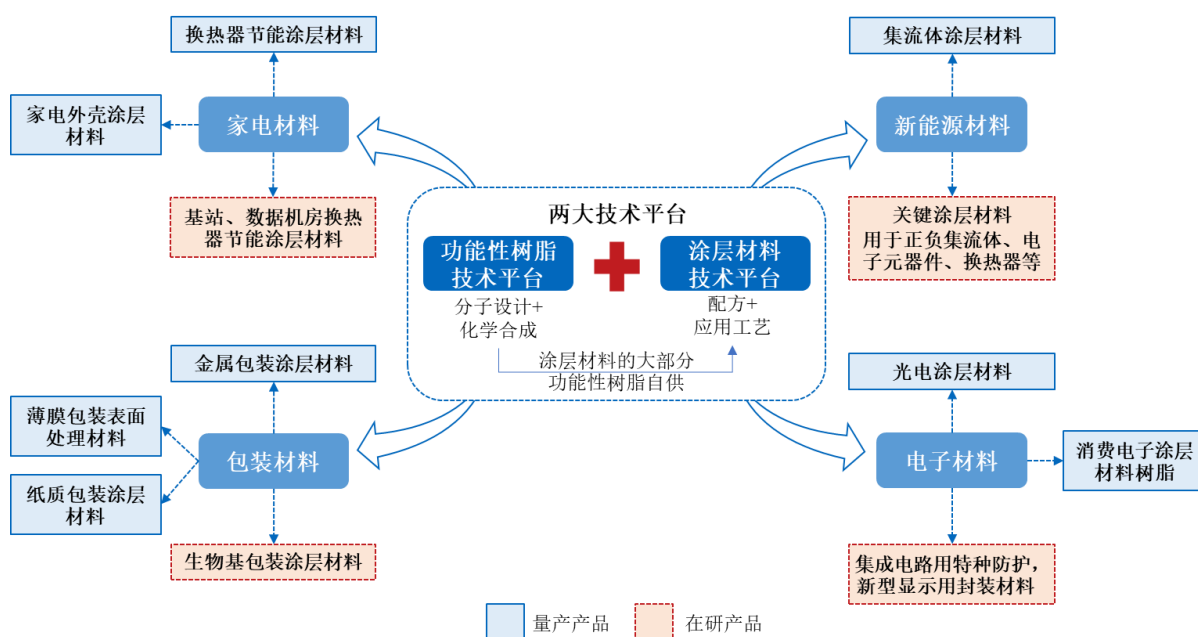 换热器节能涂层材料
家电外壳涂层
材料
家电材料
基站、数据机房换热
器节能涂层材料
集流体涂层材料
新能源材料
关键涂层材料
用于正负集流体、电
子元器件、换热器等
两大技术平台
功能性树脂
技术平台
涂层材料
技术平台
分子设计+
化学合成
配方+
应用工艺
涂层材料的大部分
功能性树脂自供
金属包装涂层材料
薄膜包装表面
处理材料
包装材料
纸质包装涂层
材料
生物基包装涂层材料
光电涂层材料
电子材料
消费电子涂层
材料树脂
集成电路用特种防护，
新型显示用封装材料
量产产品
在研产品